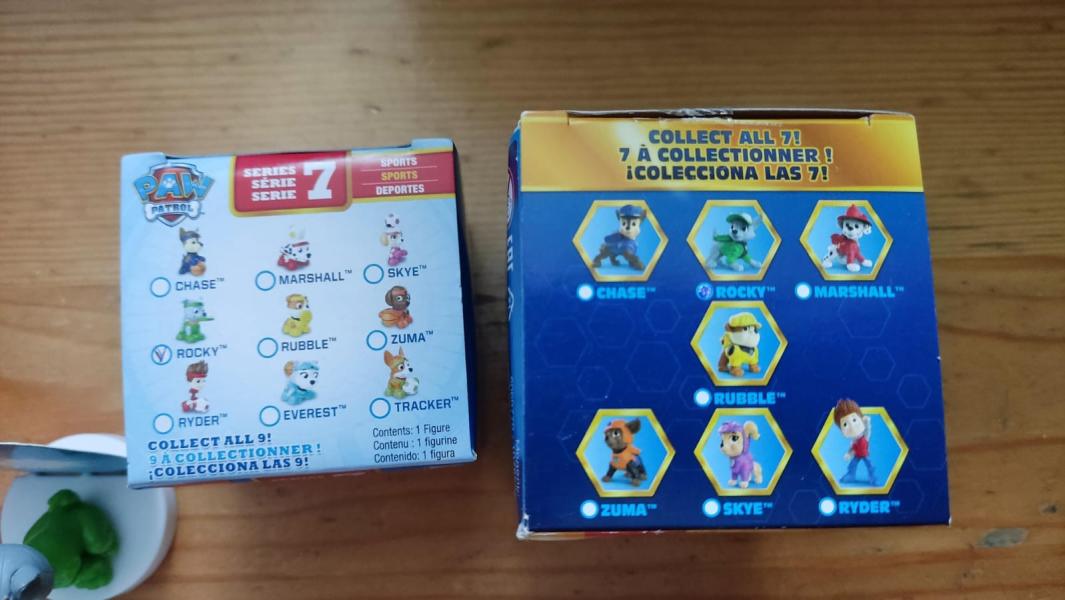 PAW
PATROL
SERIES
SÉRIE
SERIE
7
SPORTS
SPORTS
DEPORTES
CHASE™
MARSHALL™
SKYE™
ROCKY™
RUBBLE™
ZUMA™
RYDER™
EVEREST™
TRACKER™
COLLECT ALL 9!
9 À COLLECTIONNER !
¡COLECCIONA LAS 9!
Contents: 1 Figure
Contenu : 1 figurine
Contenido: 1 figura
COLLECT ALL 7!
7 À COLLECTIONNER !
¡COLECCIONA LAS 7!
CHASE™
ROCKY™
MARSHALL™
RUBBLE™
ZUMA™
SKYE™
RYDER™